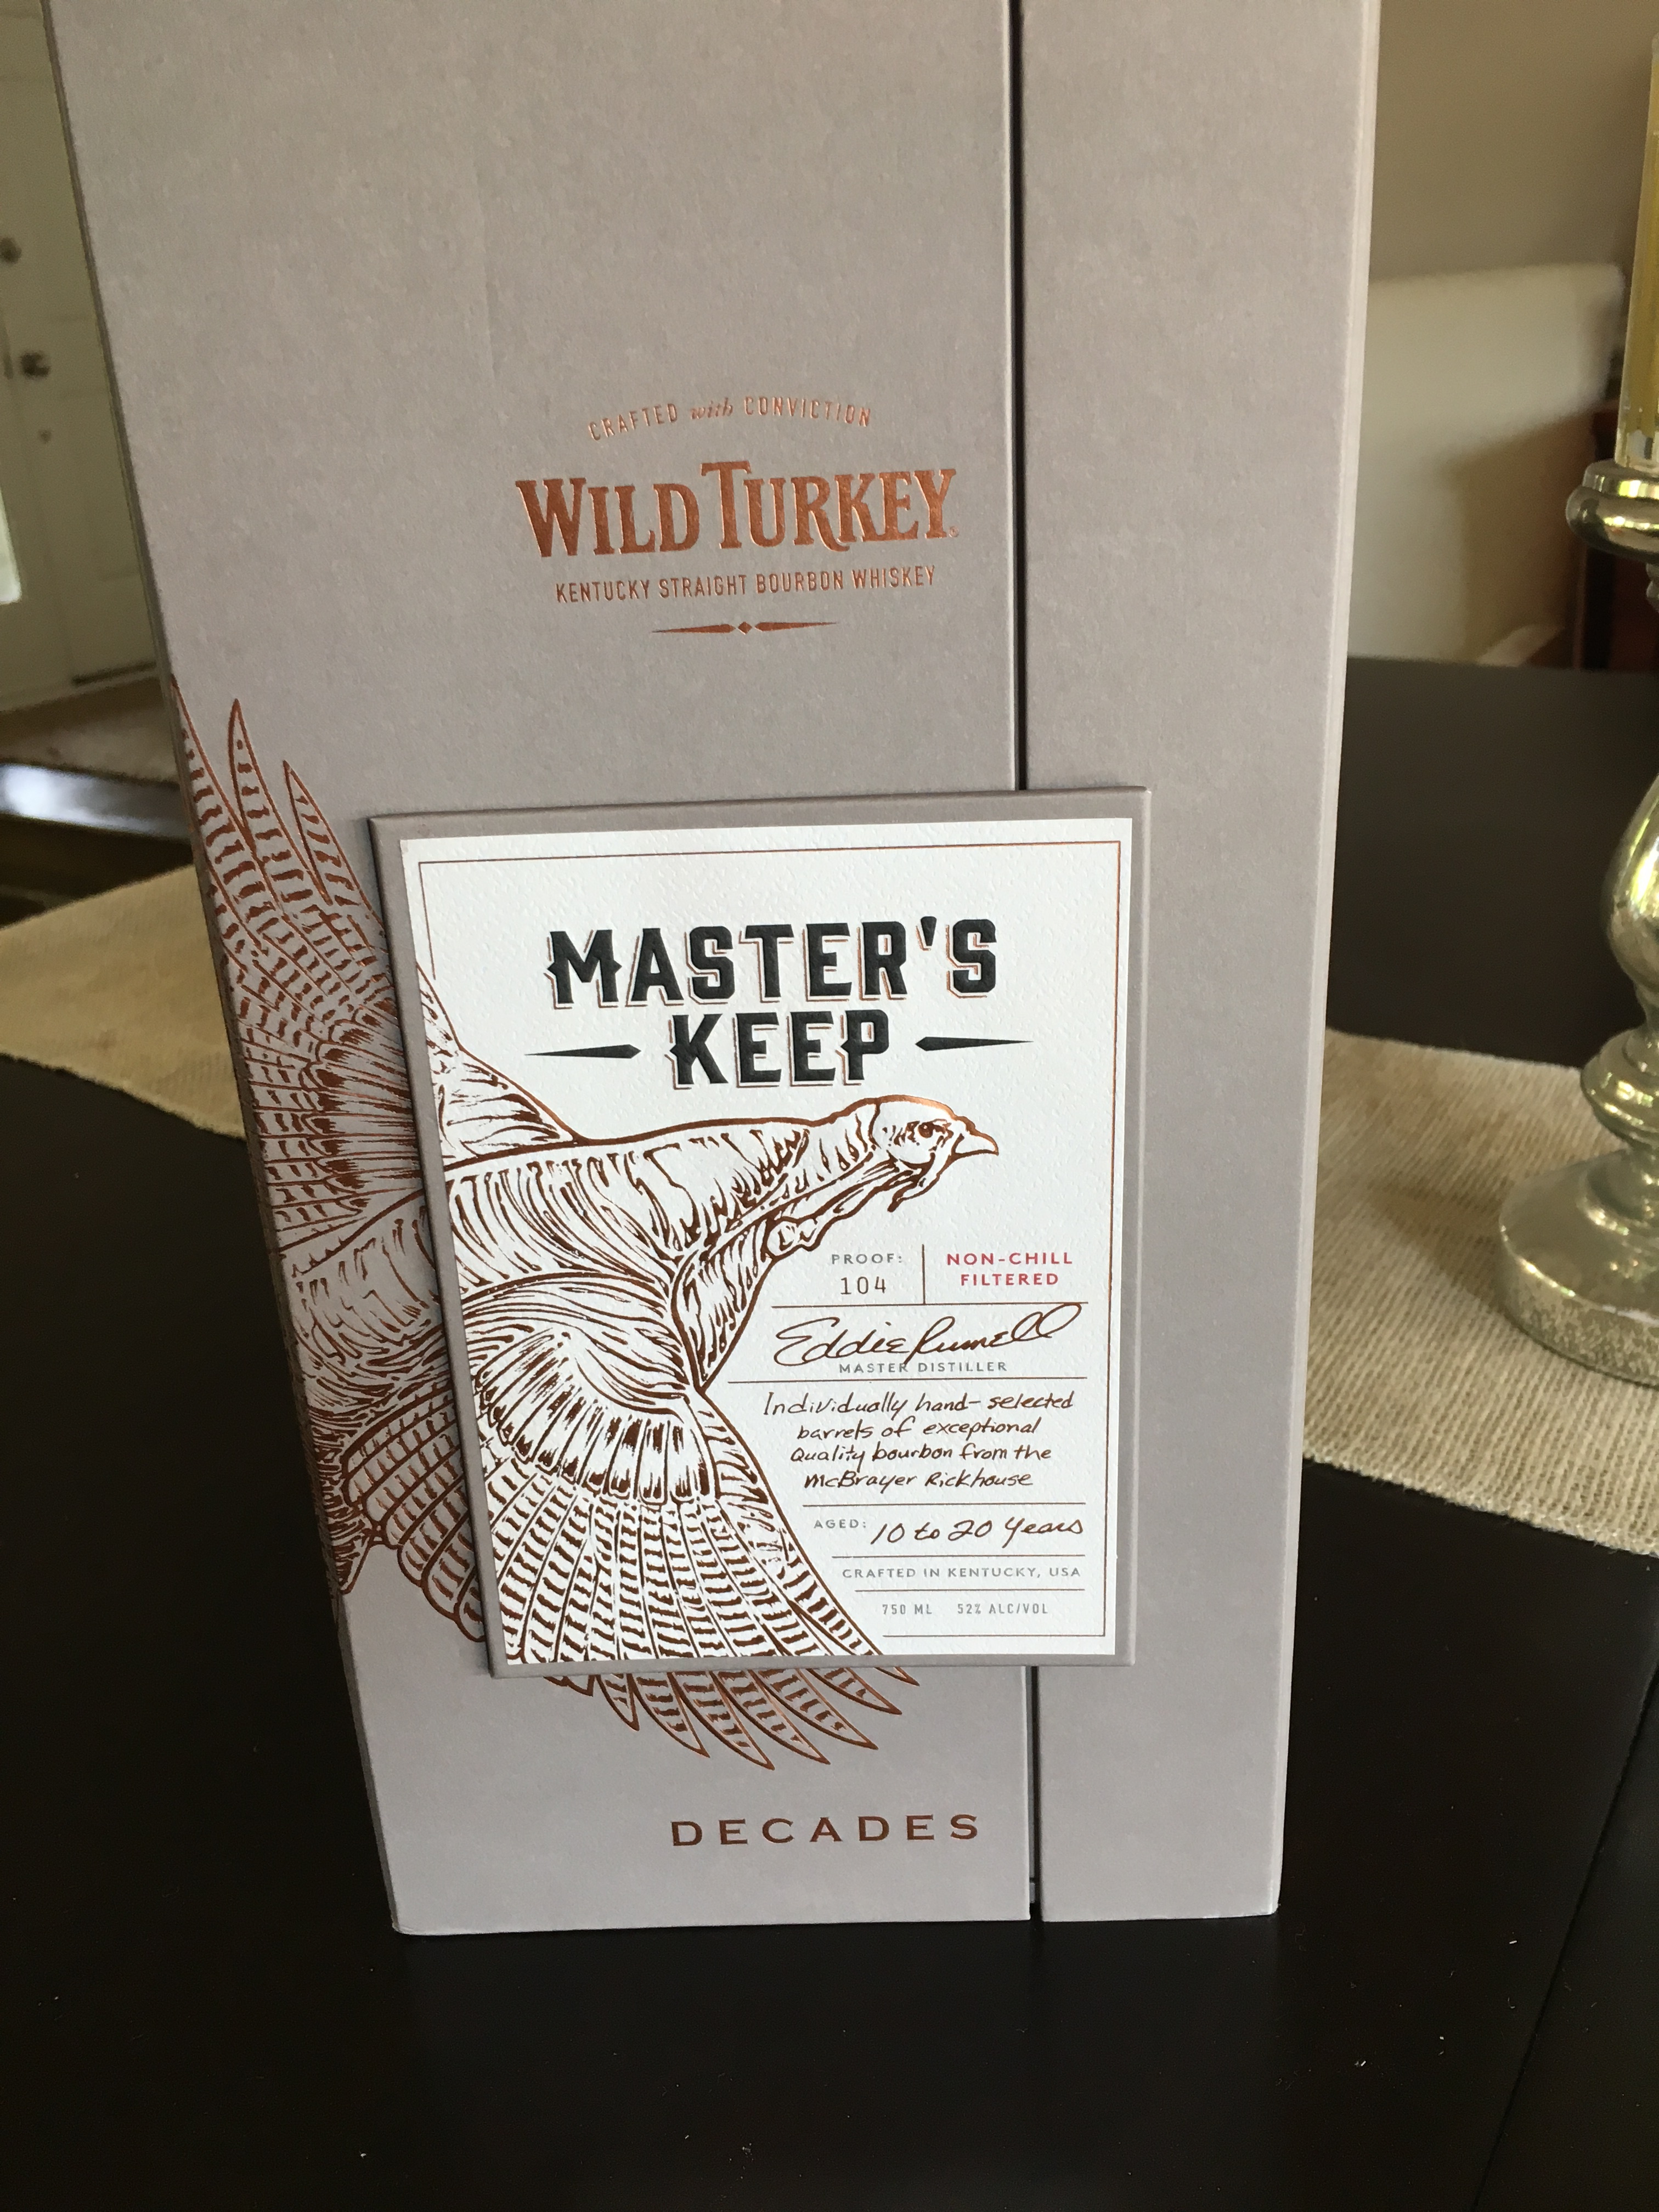 CRAFTED with CONVICTION
WILD TURKEY®
KENTUCKY STRAIGHT BOURBON WHISKEY
MASTER'S
KEEP
PROOF:
104
NON-CHILL
FILTERED
Eddie Russell
MASTER DISTILLER
Individually hand-selected
barrels of exceptional
Quality bourbon from the
McBrayer Rickhouse
AGED: 10 to 20 Years
CRAFTED IN KENTUCKY, USA
750 ML 52% ALC/VOL
DECADES